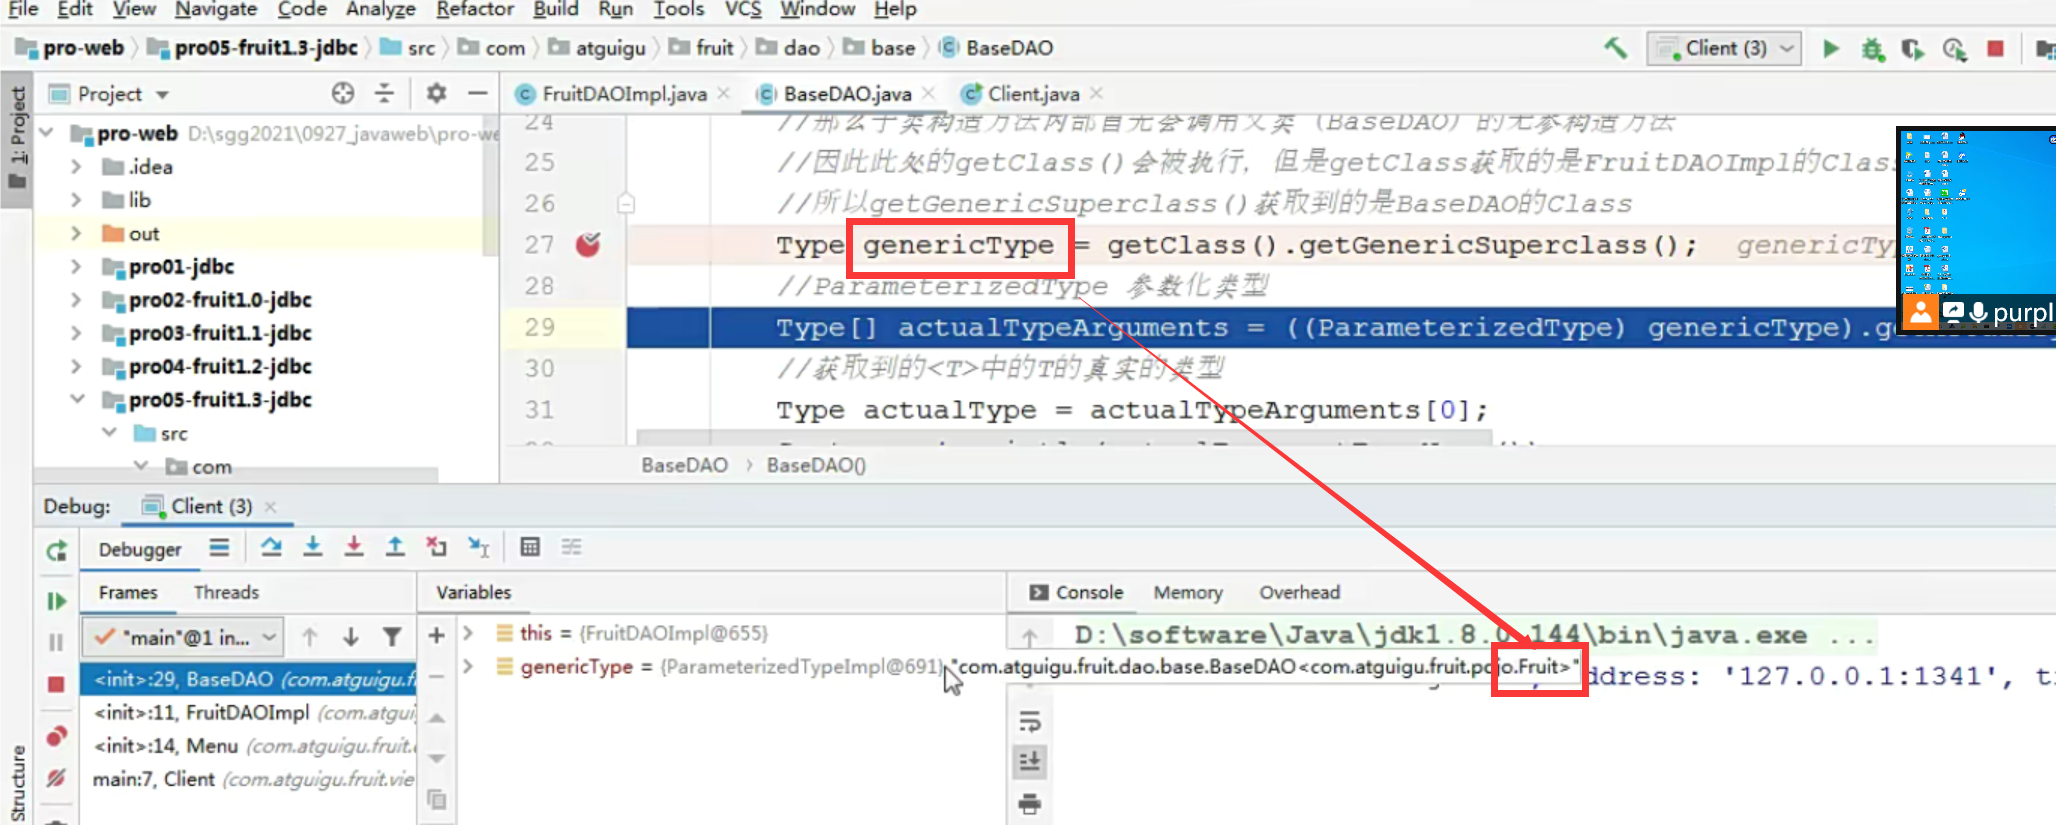 File Edit View Navigate Code Analyze Refactor Build Run Tools VCS Window Help
pro-web pro05-fruit1.3-jdbc src com atguigu fruit dao base BaseDAO
Client (3)
1: Project
Project
FruitDAOImpl.java BaseDAO.java Client.java
pro-web D:\sgg2021\0927_javaweb\pro-we
.idea
lib
out
pro01-jdbc
pro02-fruit1.0-jdbc
pro03-fruit1.1-jdbc
pro04-fruit1.2-jdbc
pro05-fruit1.3-jdbc
src
com
24 //那么子类构造方法内部首先会调用父类（BaseDAO）的无参构造方法
25 //因此此处的getClass()会被执行，但是getClass获取的是FruitDAOImpl的Class
26 //所以getGenericSuperclass()获取到的是BaseDAO的Class
27 Type genericType = getClass().getGenericSuperclass(); genericTy
28 //ParameterizedType 参数化类型
29 Type[] actualTypeArguments = ((ParameterizedType) genericType).g
30 //获取到的<T>中的T的真实的类型
31 Type actualType = actualTypeArguments[0];
purpl
BaseDAO BaseDAO()
Debug: Client (3)
Debugger
Frames Threads
"main"@1 in...
<init>:29, BaseDAO (com.atguigu.f
<init>:11, FruitDAOImpl (com.atgui
<init>:14, Menu (com.atguigu.fruit.
main:7, Client (com.atguigu.fruit.vie
Variables
this = {FruitDAOImpl@655}
genericType = {ParameterizedTypeImpl@691} "com.atguigu.fruit.dao.base.BaseDAO<com.atguigu.fruit.pojo.Fruit>"
Console Memory Overhead
D:\software\Java\jdk1.8.0_144\bin\java.exe ...
ddress: '127.0.0.1:1341', t
Structure